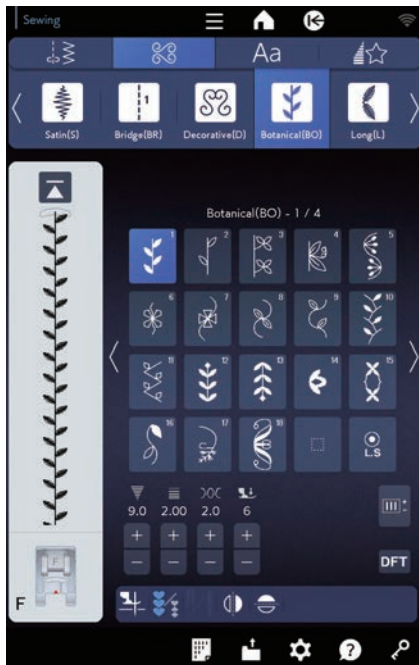 Sewing
Aa
1
Satin(S) Bridge(BR) Decorative(D) Botanical(BO) Long(L)
Botanical(BO) - 1 / 4
1 2 3 4 5
6 7 8 9 10
11 12 13 14 15
16 17 18 L.S
9.0 2.00 2.0 6
+ + + +
- - - -
DFT
F
?